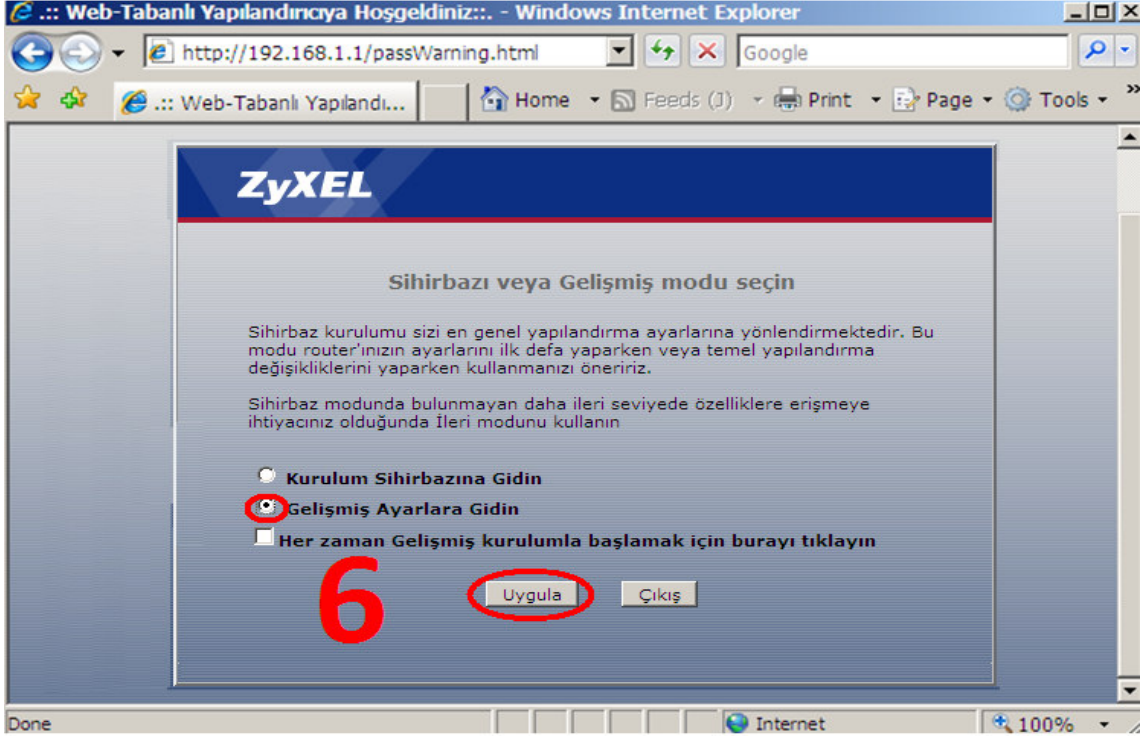 .:: Web-Tabanlı Yapılandırıcıya Hoşgeldiniz::. - Windows Internet Explorer
http://192.168.1.1/passWarning.html Google
.:: Web-Tabanlı Yapılandı... Home Feeds (J) Print Page Tools »
ZyXEL
Sihirbazı veya Gelişmiş modu seçin
Sihirbaz kurulumu sizi en genel yapılandırma ayarlarına yönlendirmektedir. Bu
modu router'ınızın ayarlarını ilk defa yaparken veya temel yapılandırma
değişikliklerini yaparken kullanmanızı öneririz.
Sihirbaz modunda bulunmayan daha ileri seviyede özelliklere erişmeye
ihtiyacınız olduğunda İleri modunu kullanın
Kurulum Sihirbazına Gidin
Gelişmiş Ayarlara Gidin
Her zaman Gelişmiş kurulumla başlamak için burayı tıklayın
6
Uygula Çıkış
Done Internet 100%